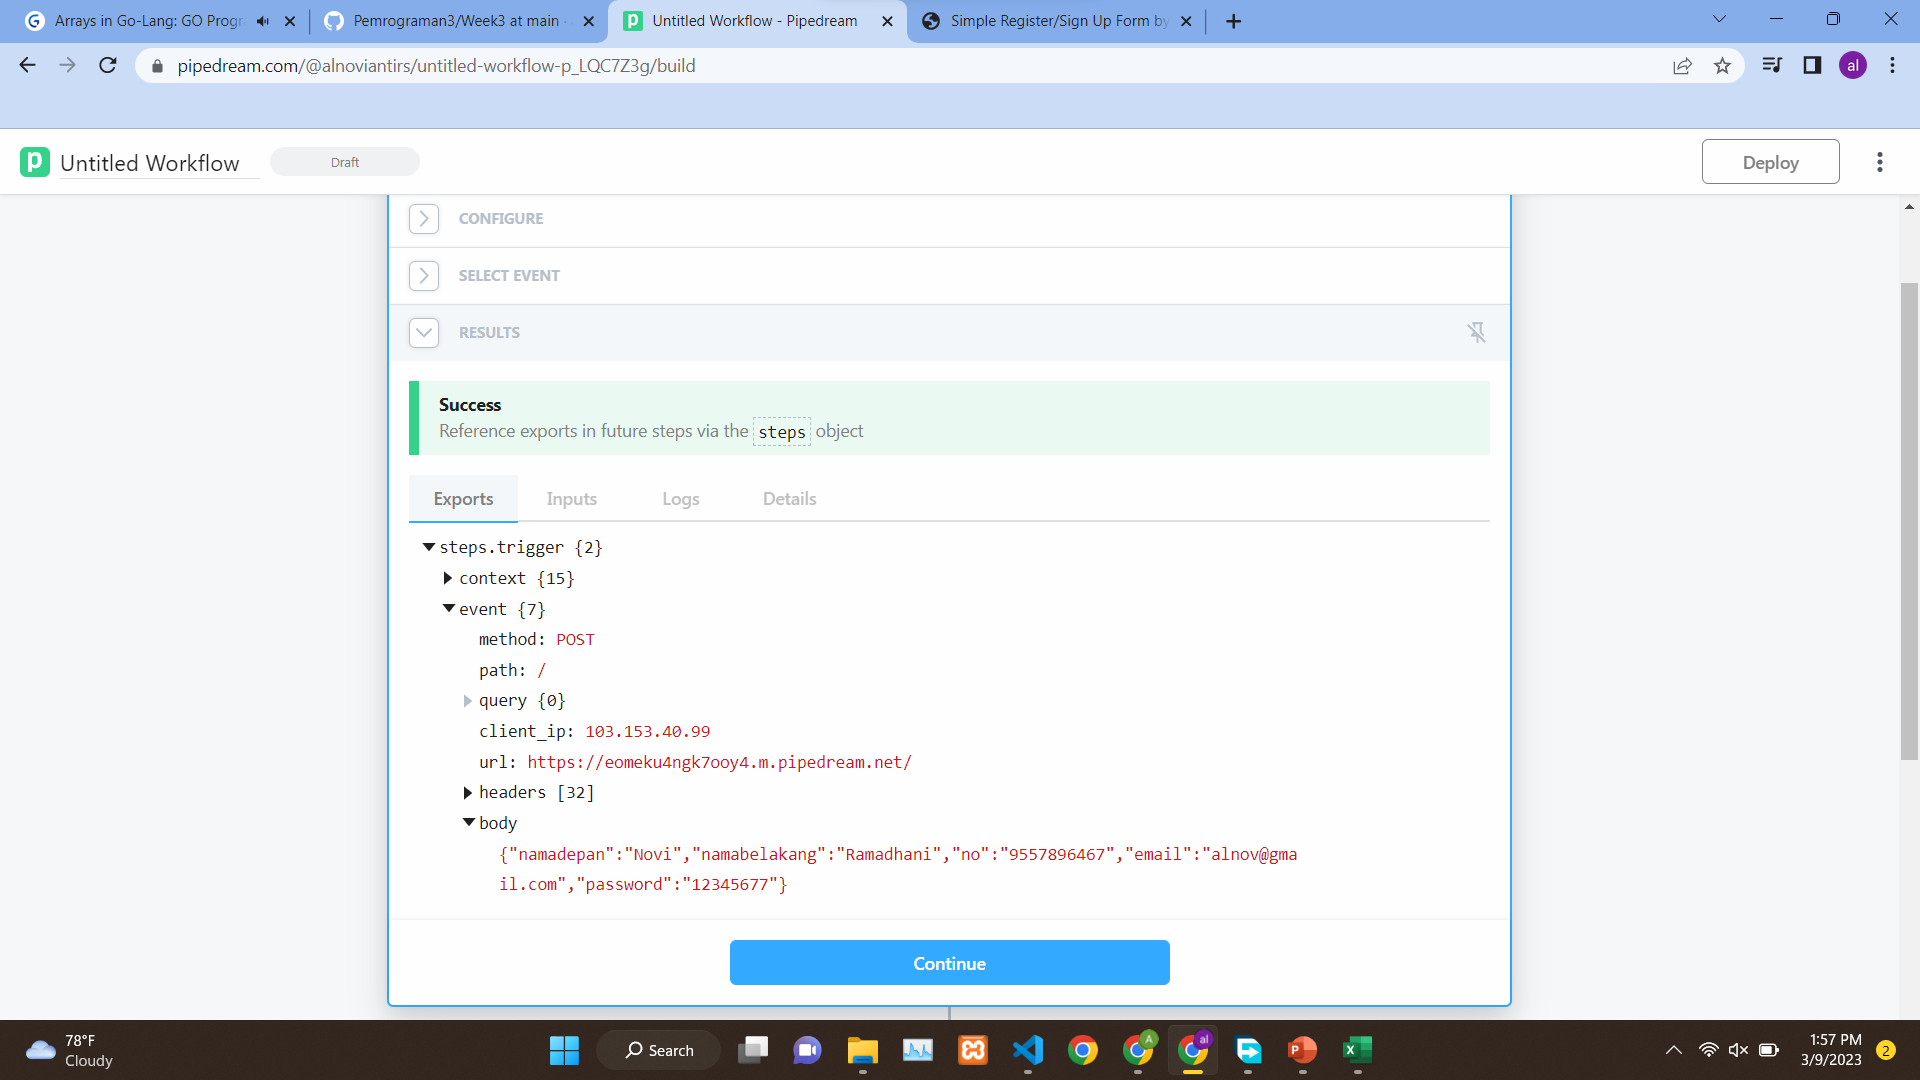 Arrays in Go-Lang: GO Progr
Pemrograman3/Week3 at main ·
Untitled Workflow - Pipedream
Simple Register/Sign Up Form by
pipedream.com/@alnoviantirs/untitled-workflow-p_LQC7Z3g/build
al
p
Untitled Workflow
Draft
Deploy
CONFIGURE
SELECT EVENT
RESULTS
Success
Reference exports in future steps via the steps object
Exports
Inputs
Logs
Details
steps.trigger {2}
context {15}
event {7}
method: POST
path: /
query {0}
client_ip: 103.153.40.99
url: https://eomeku4ngk7ooy4.m.pipedream.net/
headers [32]
body
{"namadepan":"Novi","namabelakang":"Ramadhani","no":"9557896467","email":"alnov@gma
il.com","password":"12345677"}
Continue
78°F
Cloudy
Search
A
al
1:57 PM
3/9/2023
2